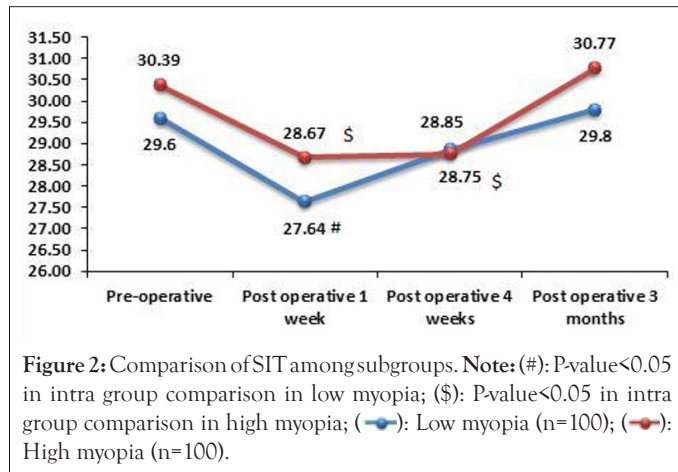 31.50
31.00
30.50
30.00
29.50
29.00
28.50
28.00
27.50
27.00
26.50
26.00
30.39
29.6
28.67 $
27.64 #
28.85
28.75 $
30.77
29.8
Pre-operative
Post operative 1 week
Post operative 4 weeks
Post operative 3 months
Figure 2: Comparison of SIT among subgroups. Note: (#): P-value<0.05
in intra group comparison in low myopia; ($): P-value<0.05 in intra
group comparison in high myopia; ( ): Low myopia (n=100); ( ):
High myopia (n=100).